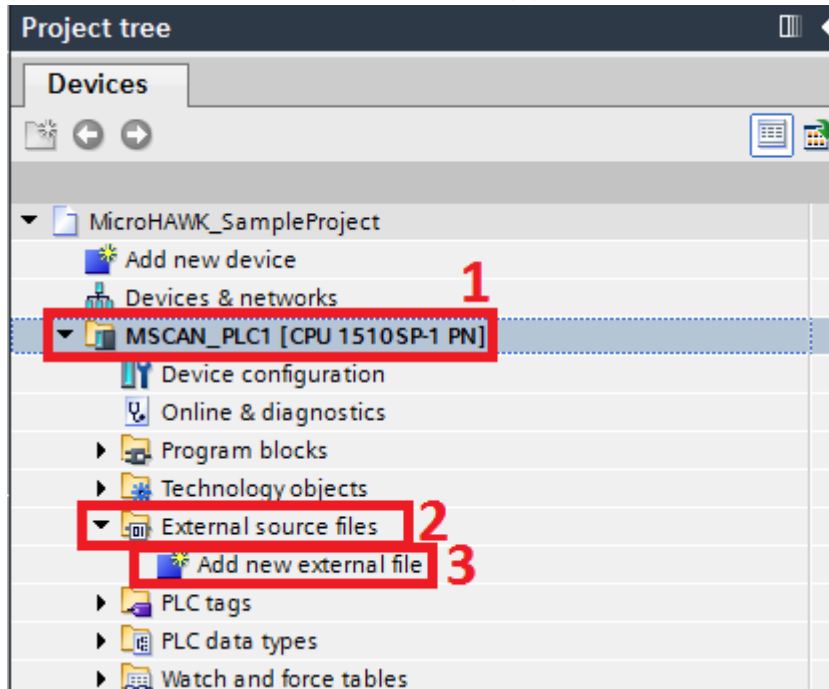 Project tree
Devices
MicroHAWK_SampleProject
Add new device
1
Devices & networks
MSCAN_PLC1 [CPU 1510SP-1 PN]
Device configuration
Online & diagnostics
Program blocks
Technology objects
External source files 2
Add new external file 3
PLC tags
PLC data types
Watch and force tables